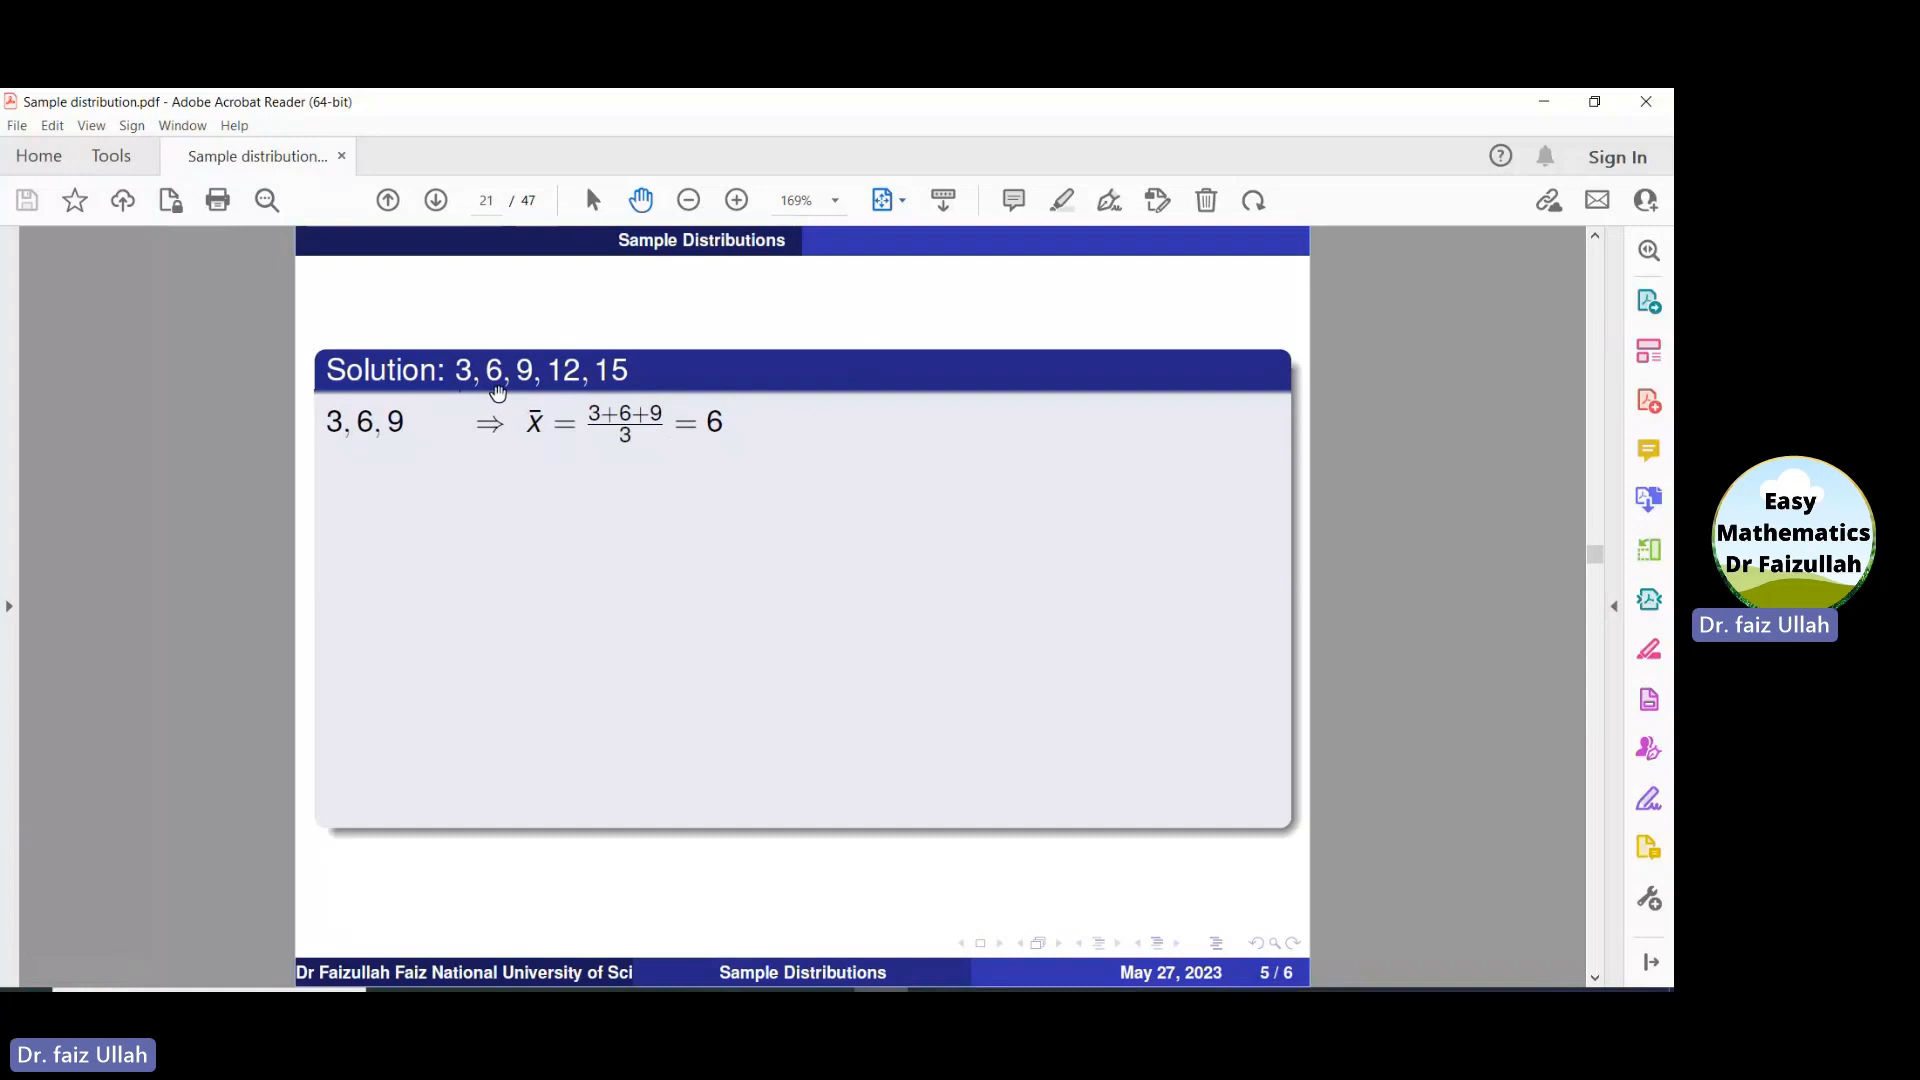 Sample distribution.pdf - Adobe Acrobat Reader (64-bit)
File Edit View Sign Window Help
Home Tools Sample distribution... × Sign In
21 / 47 169%
Sample Distributions
Solution: 3, 6, 9, 12, 15
3, 6, 9 ⇒ x̄ = (3+6+9)/3 = 6
Easy
Mathematics
Dr Faizullah
Dr. faiz Ullah
Dr Faizullah Faiz National University of Sci Sample Distributions May 27, 2023 5 / 6
Dr. faiz Ullah